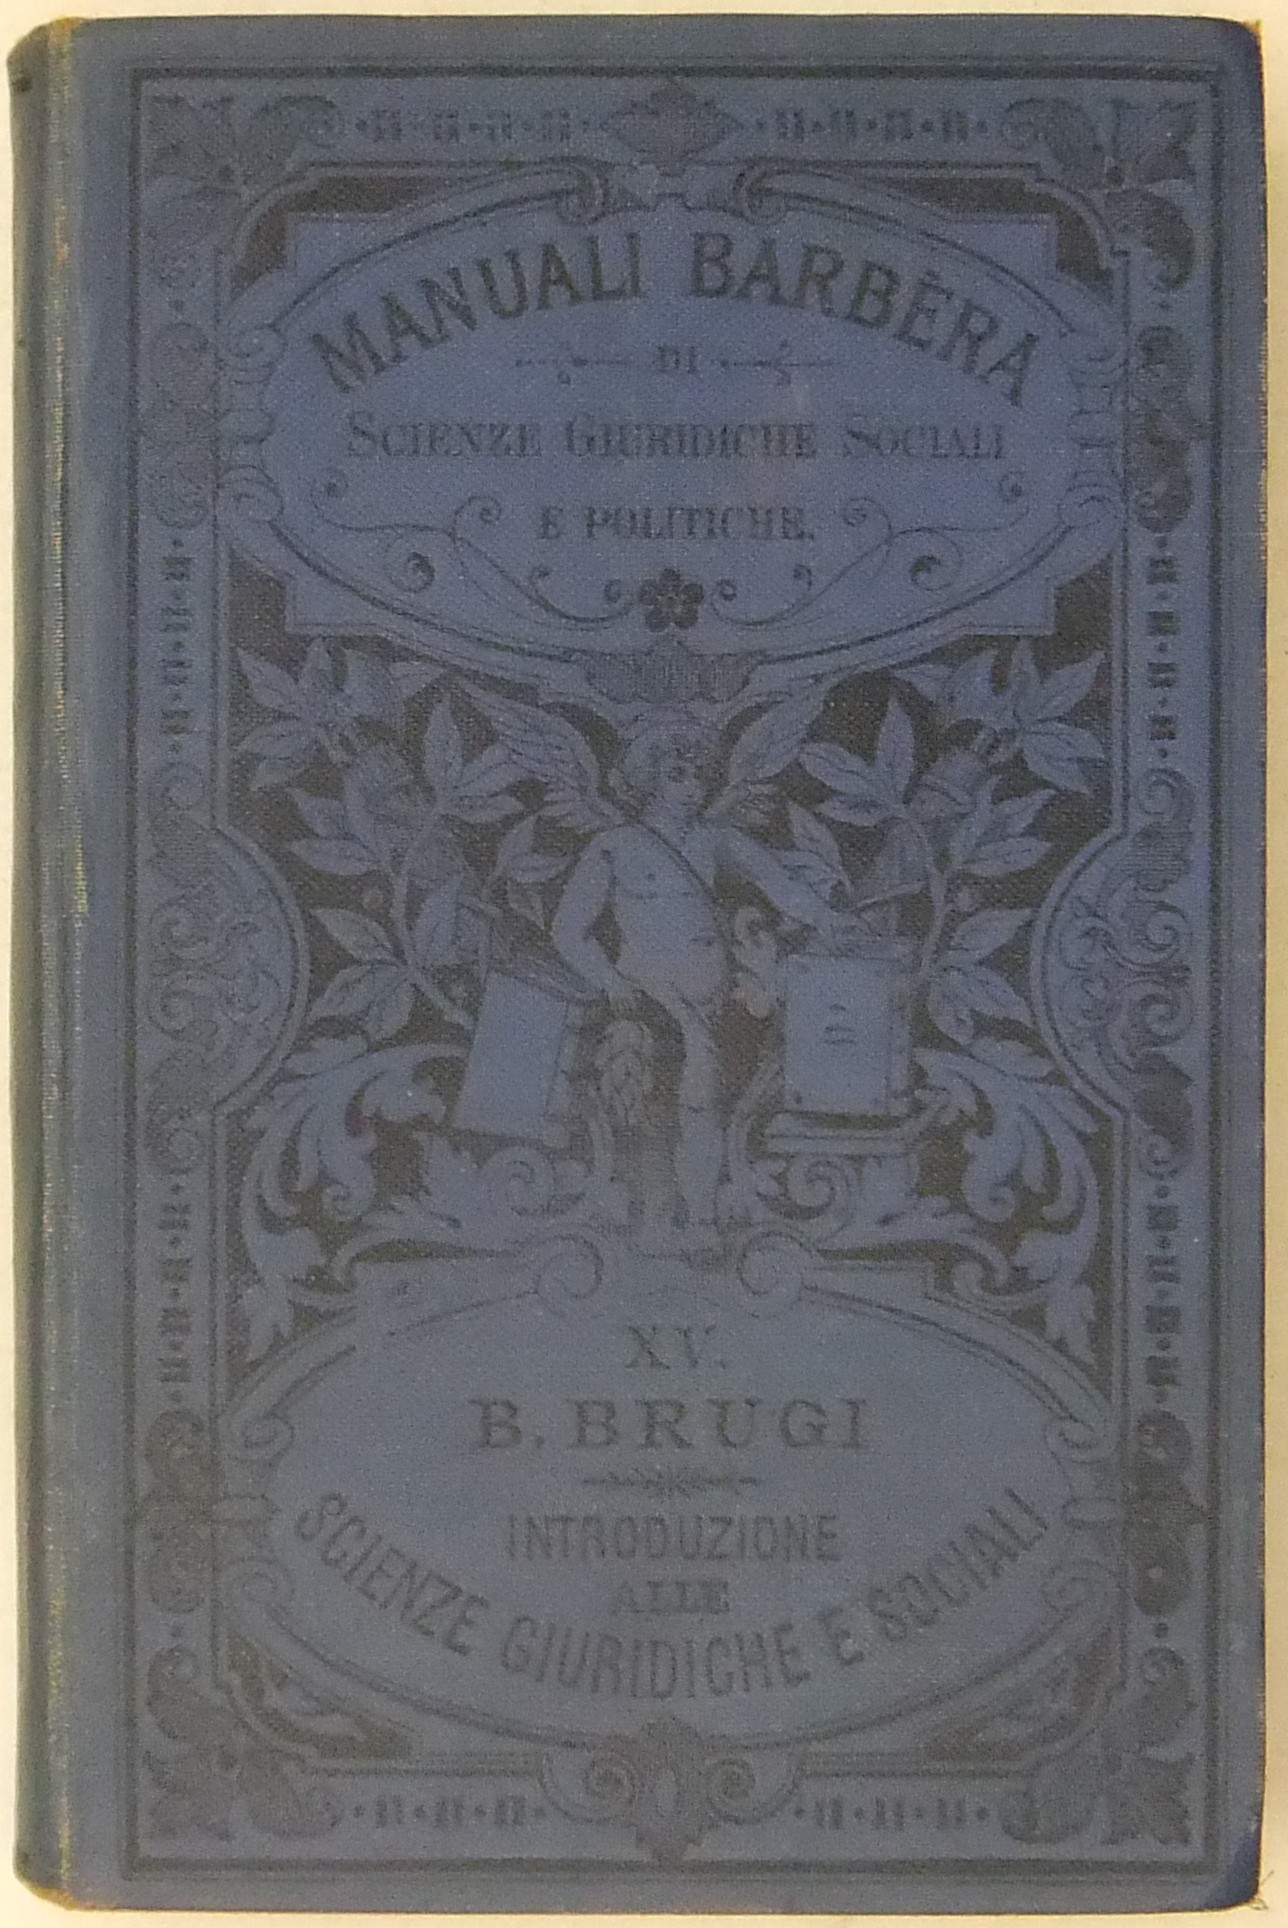 MANUALI BARBÈRA
DI
SCIENZE GIURIDICHE SOCIALI
E POLITICHE.
XV.
B. BRUGI
INTRODUZIONE
ALLE
SCIENZE GIURIDICHE E SOCIALI